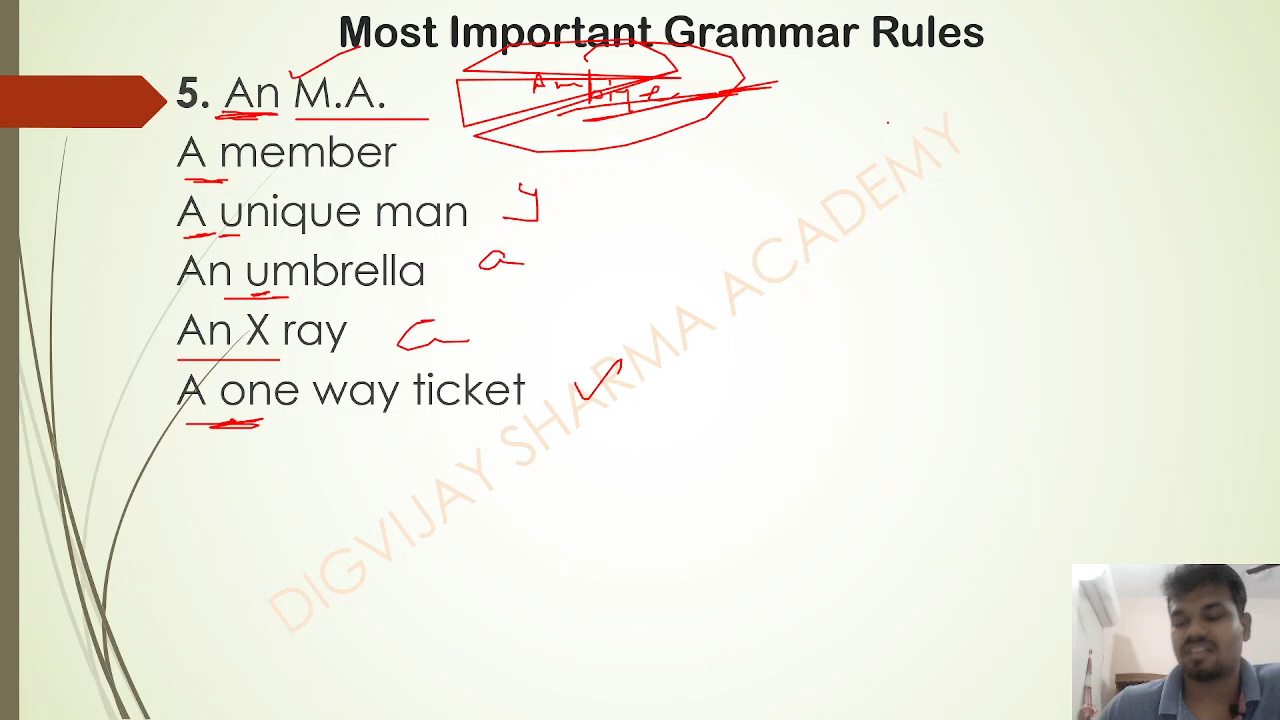 Most Important Grammar Rules
5. An M.A.
A member
A unique man
y
An umbrella
a
An X ray
a
A one way ticket
DIGVIJAY SHARMA ACADEMY